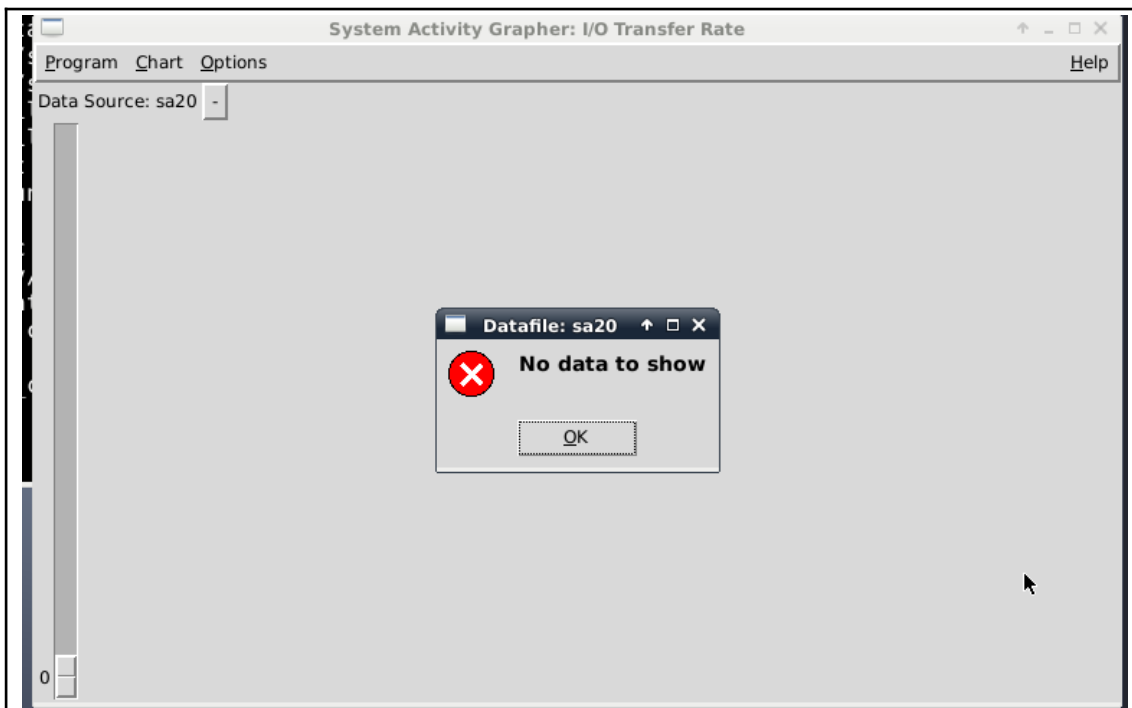 System Activity Grapher: I/O Transfer Rate
Program Chart Options Help
Data Source: sa20 -
Datafile: sa20
No data to show
OK
0